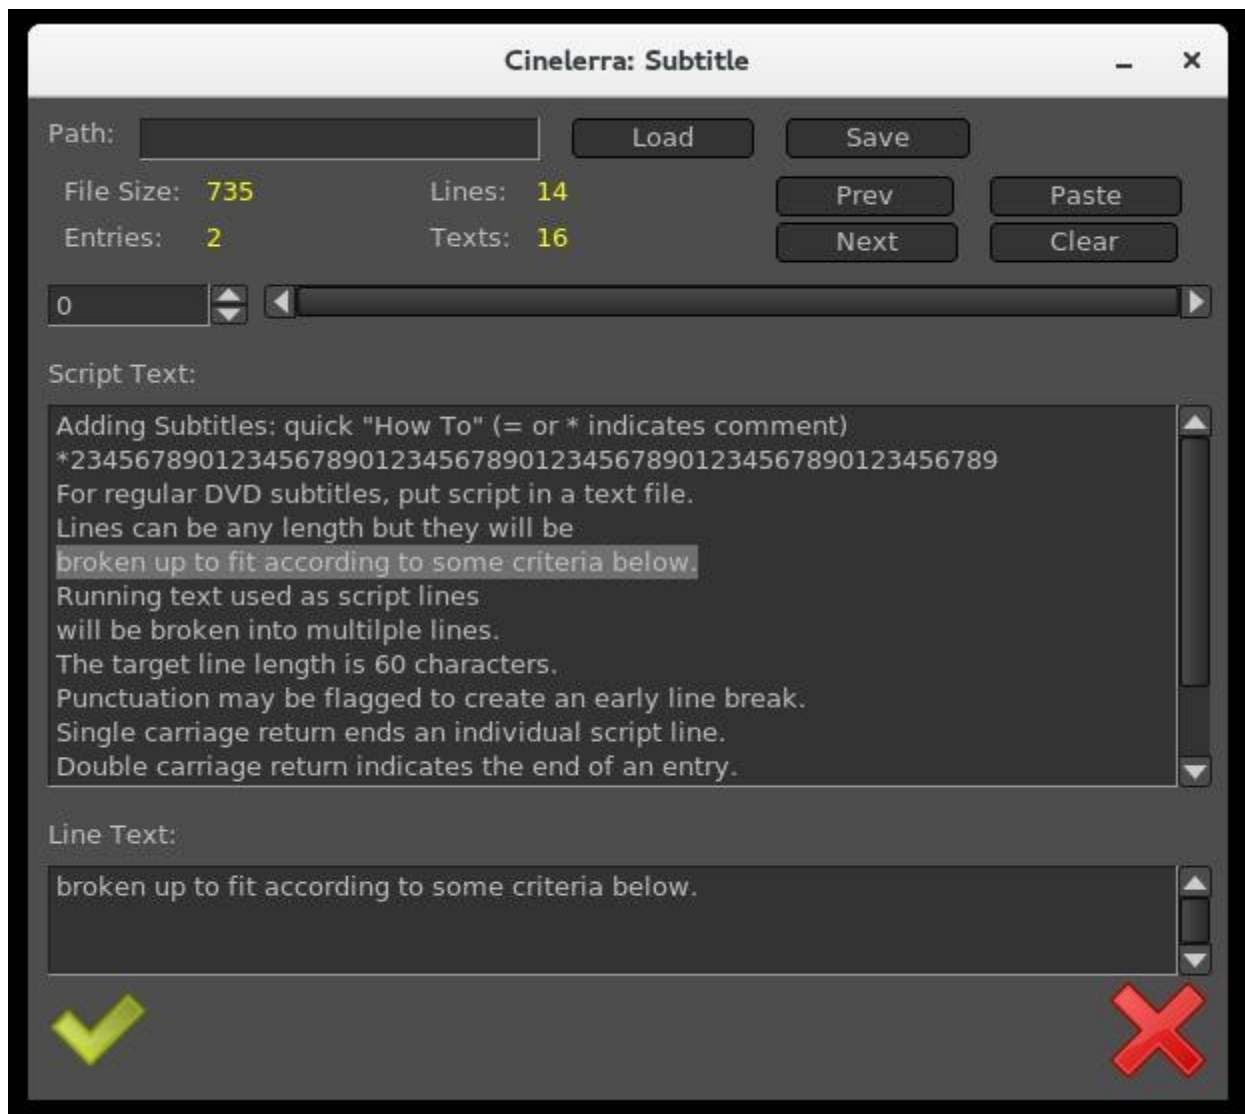 Cinelerra: Subtitle
Path: Load Save
File Size: 735 Lines: 14 Prev Paste
Entries: 2 Texts: 16 Next Clear
0
Script Text:
Adding Subtitles: quick "How To" (= or * indicates comment)
*23456789012345678901234567890123456789012345678901234567890123456789
For regular DVD subtitles, put script in a text file.
Lines can be any length but they will be
broken up to fit according to some criteria below.
Running text used as script lines
will be broken into multilple lines.
The target line length is 60 characters.
Punctuation may be flagged to create an early line break.
Single carriage return ends an individual script line.
Double carriage return indicates the end of an entry.
Line Text:
broken up to fit according to some criteria below.